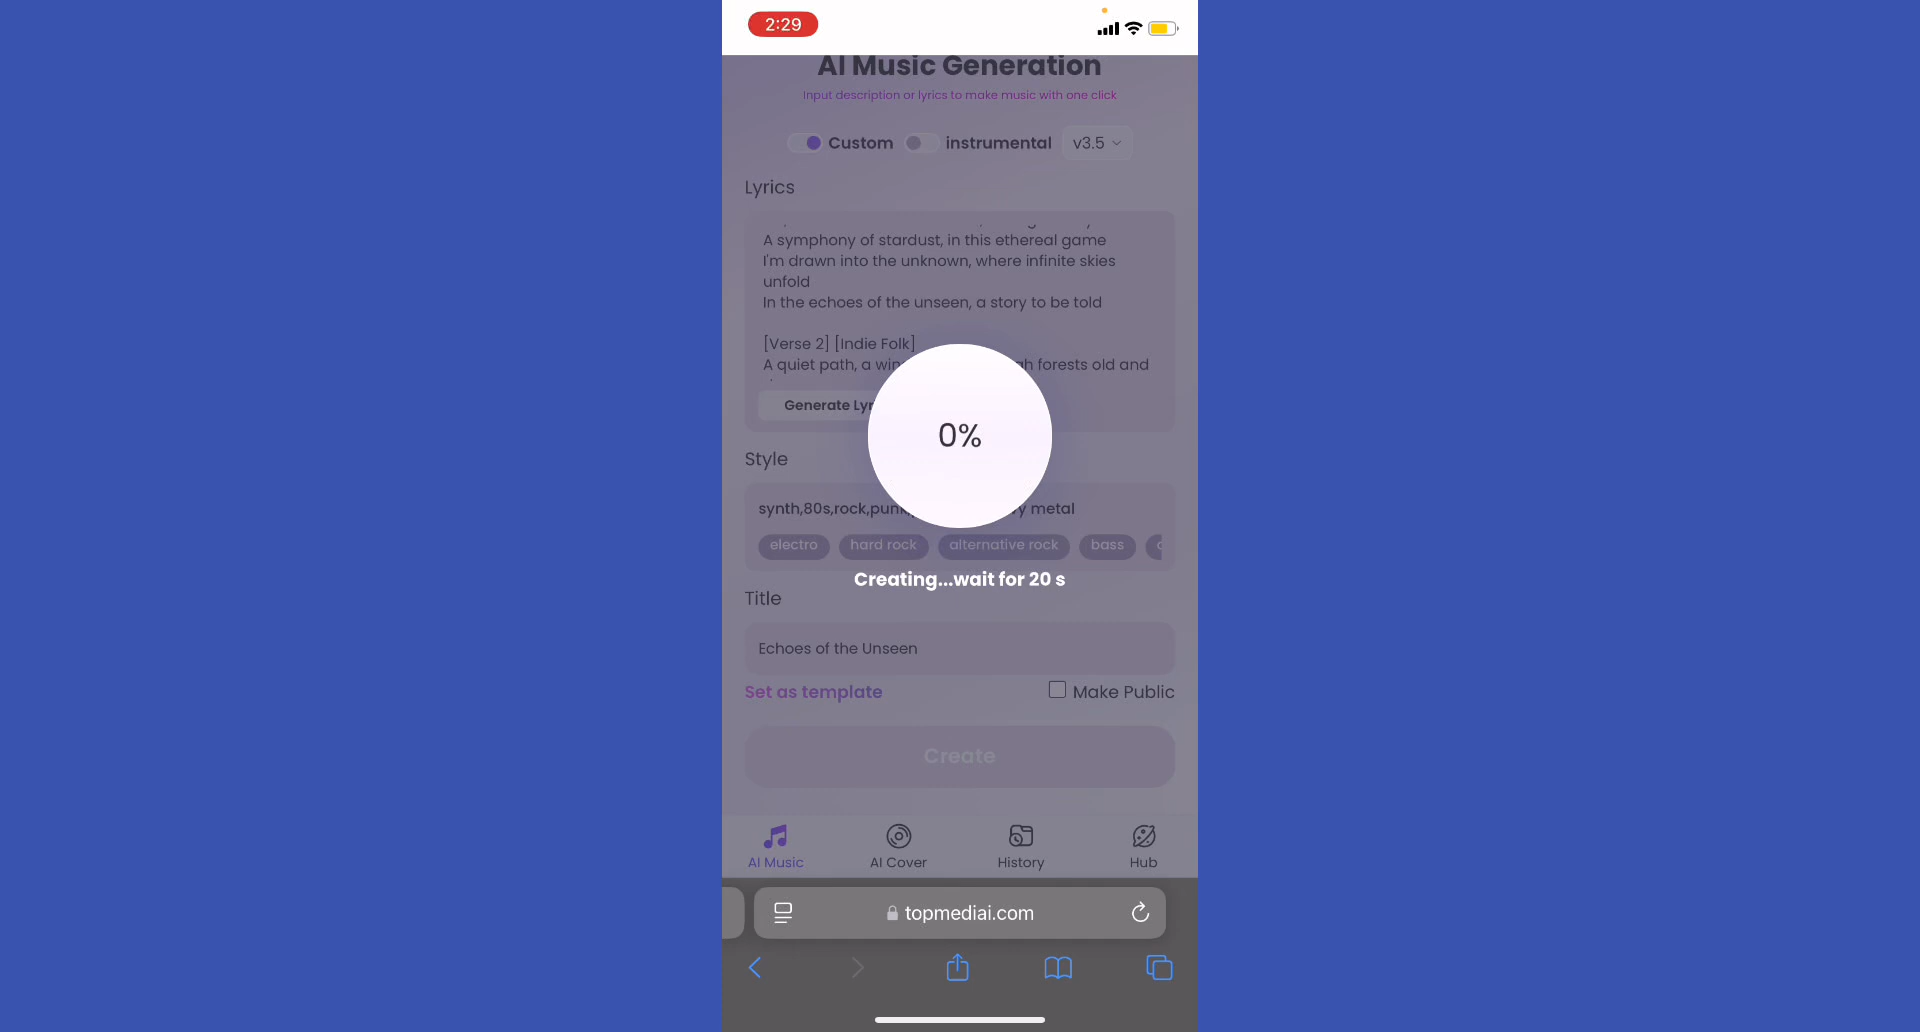 2:29
AI Music Generation
Input description or lyrics to make music with one click
Custom instrumental v3.5
Lyrics
A symphony of stardust, in this ethereal game
I'm drawn into the unknown, where infinite skies
unfold
In the echoes of the unseen, a story to be told
[Verse 2] [Indie Folk]
A quiet path, a forests old and
Generate
0%
Style
synth,80s,rock,punk, metal
electro hard rock alternative rock bass
Creating...wait for 20 s
Title
Echoes of the Unseen
Set as template Make Public
Create
AI Music AI Cover History Hub
topmediai.com